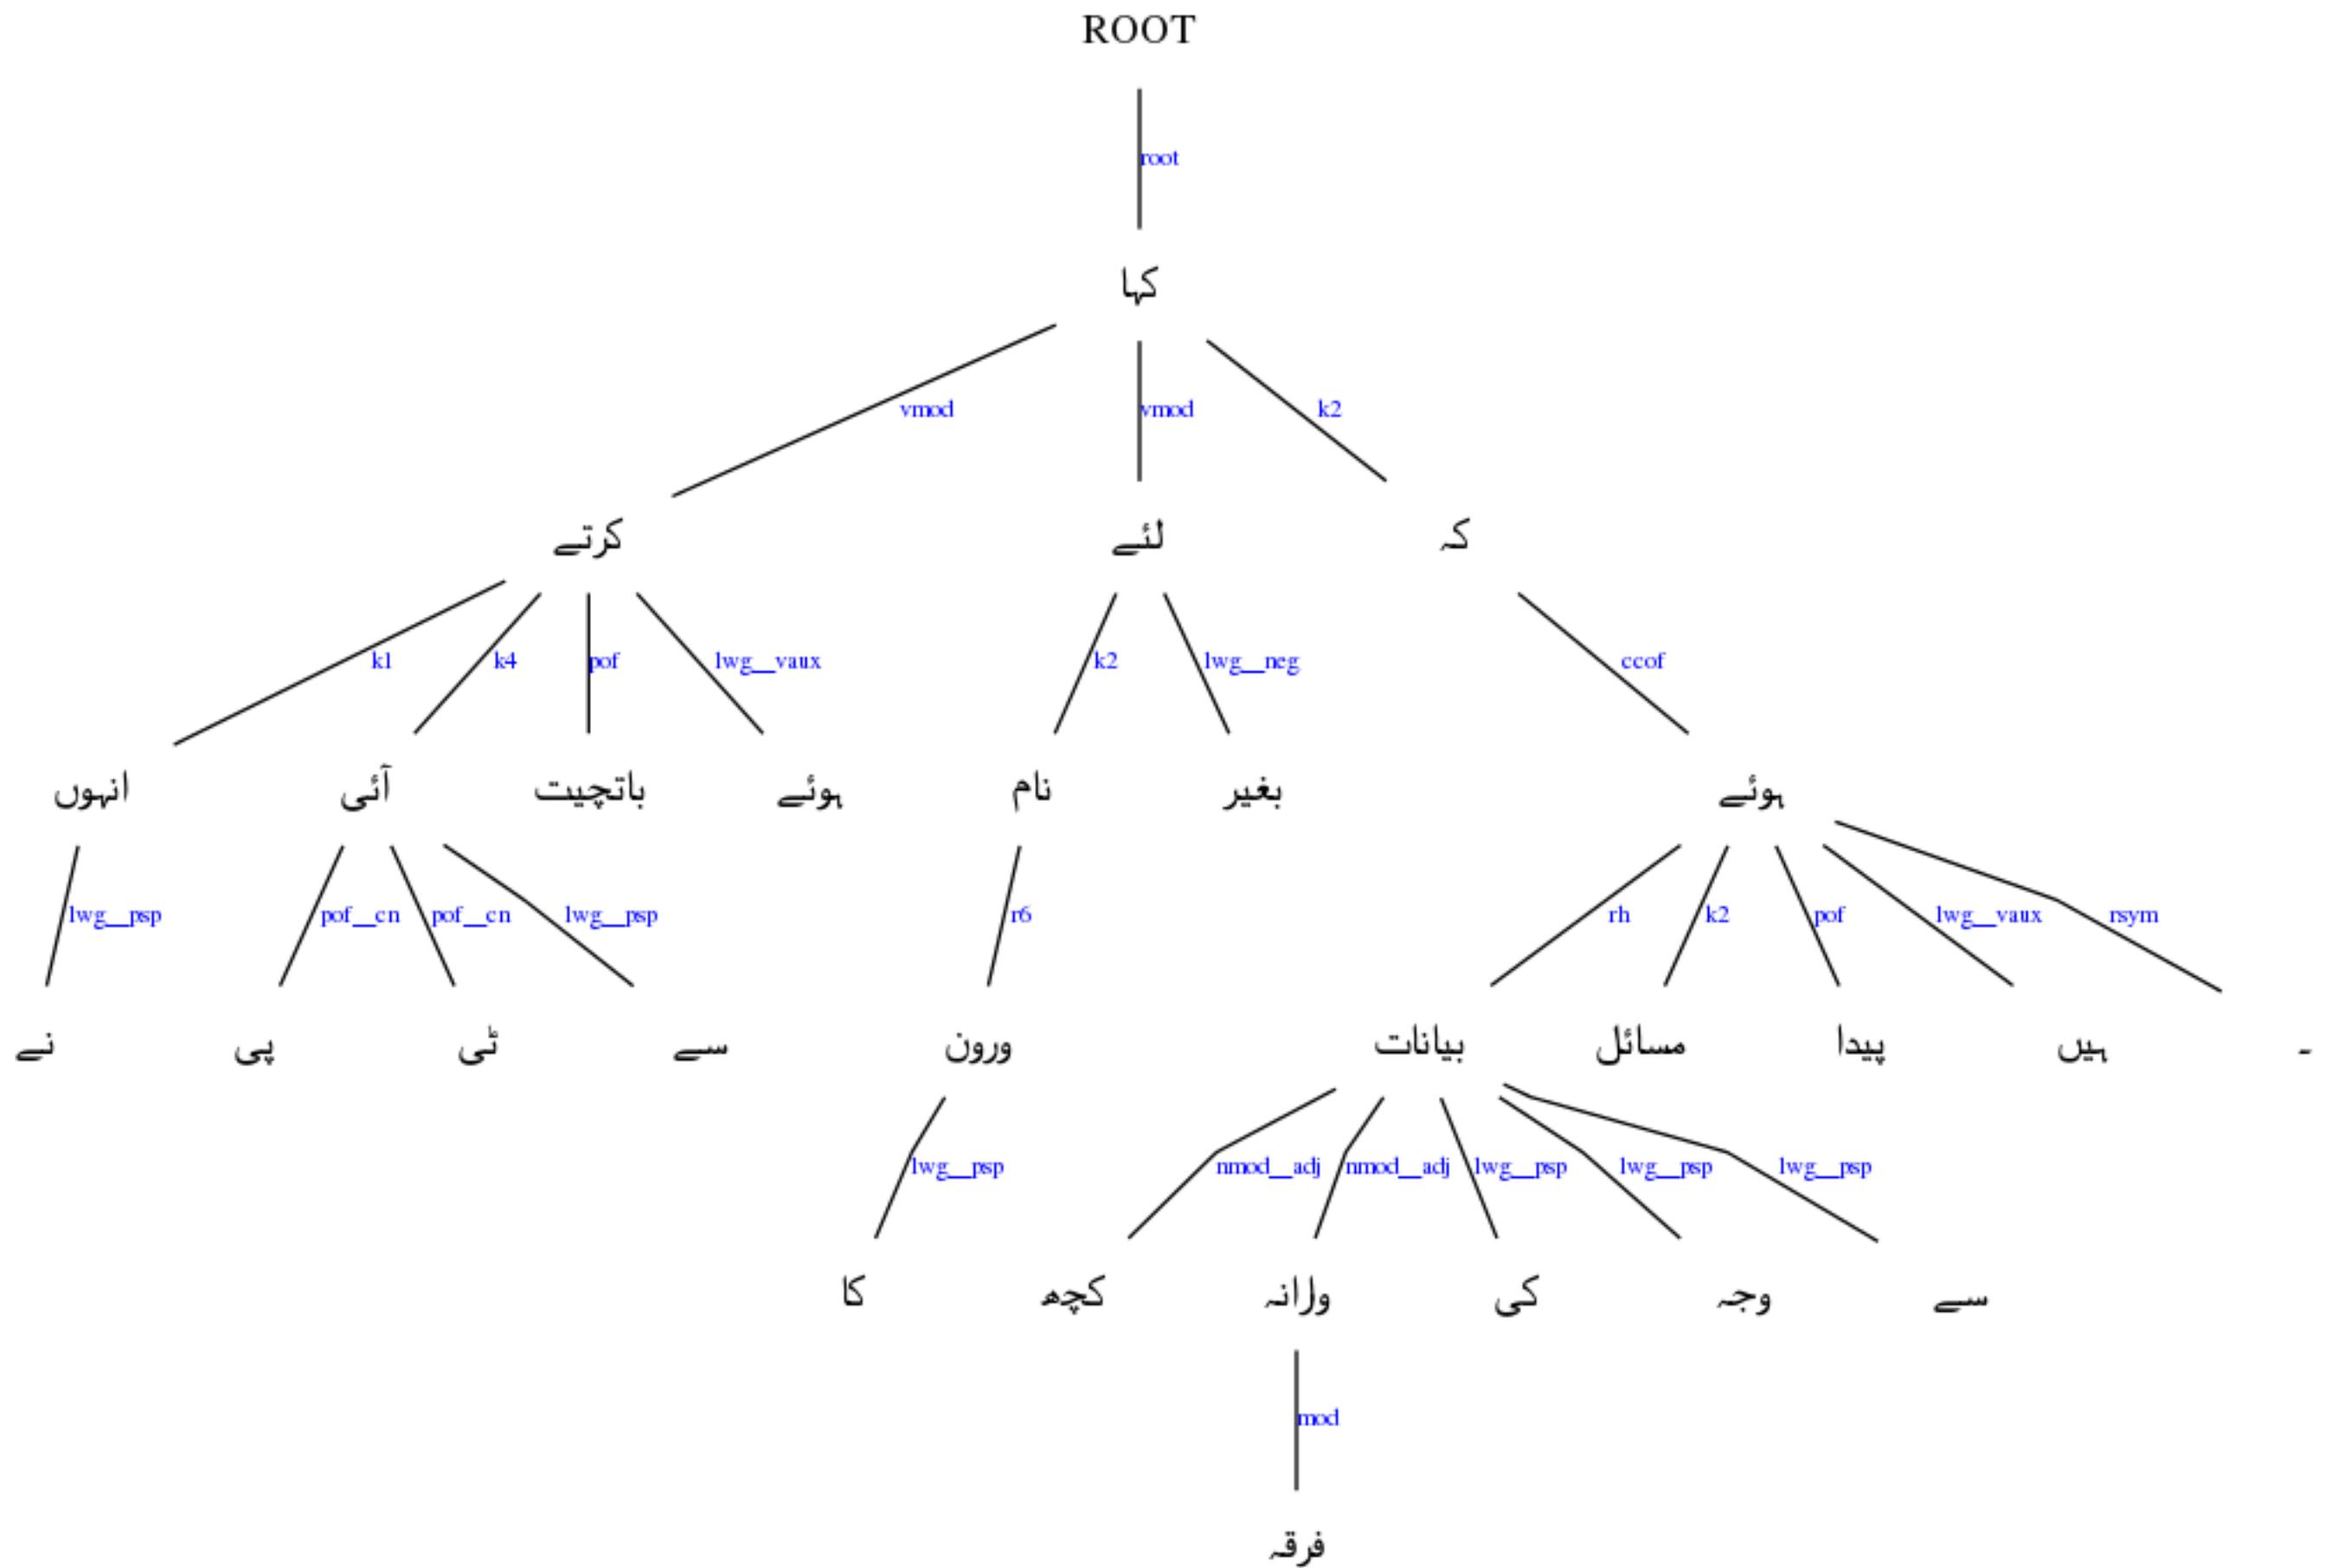 ROOT
root
کہا
vmod vmod k2
کرتے لئے کہ
k1 k4 pof lwg__vaux k2 lwg__neg ccof
انہوں آئی باتچیت ہوئے نام بغیر ہوئے
lwg__psp pof__cn pof__cn lwg__psp r6 rh k2 pof lwg__vaux rsym
نے پی ٹی سے ورون بیانات مسائل پیدا ہیں ۔
lwg__psp nmod__adj nmod__adj lwg__psp lwg__psp lwg__psp
کا کچھ وارانہ کی وجہ سے
mod
فرقہ